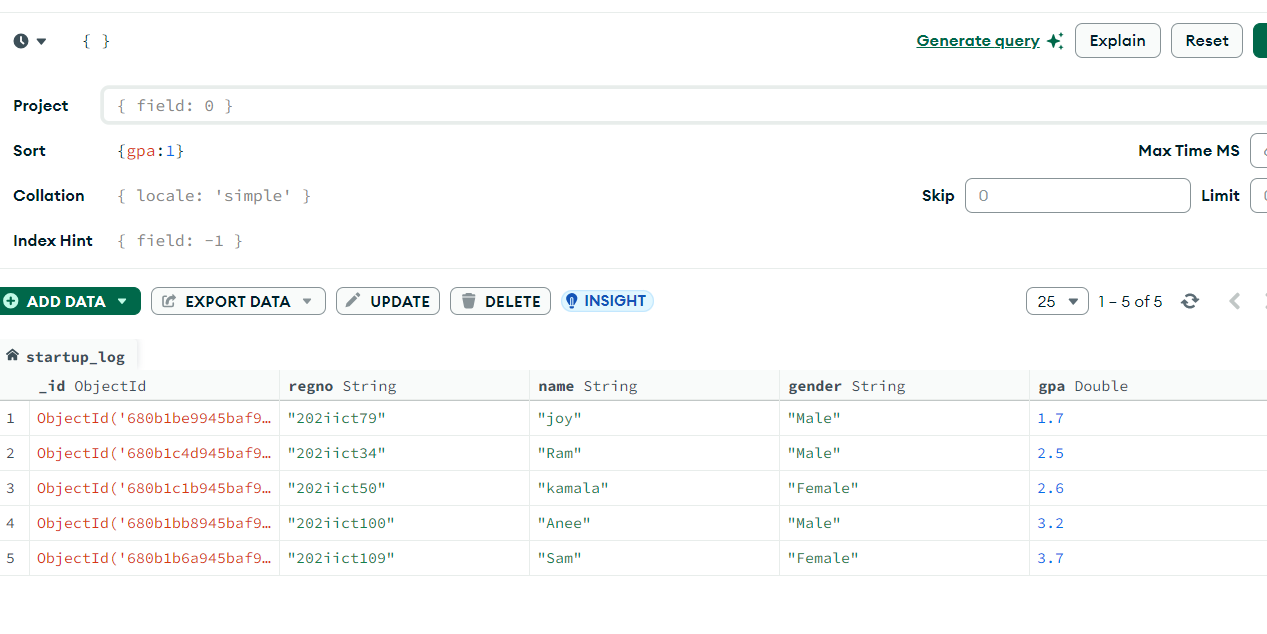 { } Generate query Explain Reset
Project { field: 0 }
Sort {gpa:1} Max Time MS
Collation { locale: 'simple' } Skip 0 Limit
Index Hint { field: -1 }
ADD DATA EXPORT DATA UPDATE DELETE INSIGHT 25 1 – 5 of 5
startup_log
_id ObjectId regno String name String gender String gpa Double
1 ObjectId('680b1be9945baf9… "202iict79" "joy" "Male" 1.7
2 ObjectId('680b1c4d945baf9… "202iict34" "Ram" "Male" 2.5
3 ObjectId('680b1c1b945baf9… "202iict50" "kamala" "Female" 2.6
4 ObjectId('680b1bb8945baf9… "202iict100" "Anee" "Male" 3.2
5 ObjectId('680b1b6a945baf9… "202iict109" "Sam" "Female" 3.7